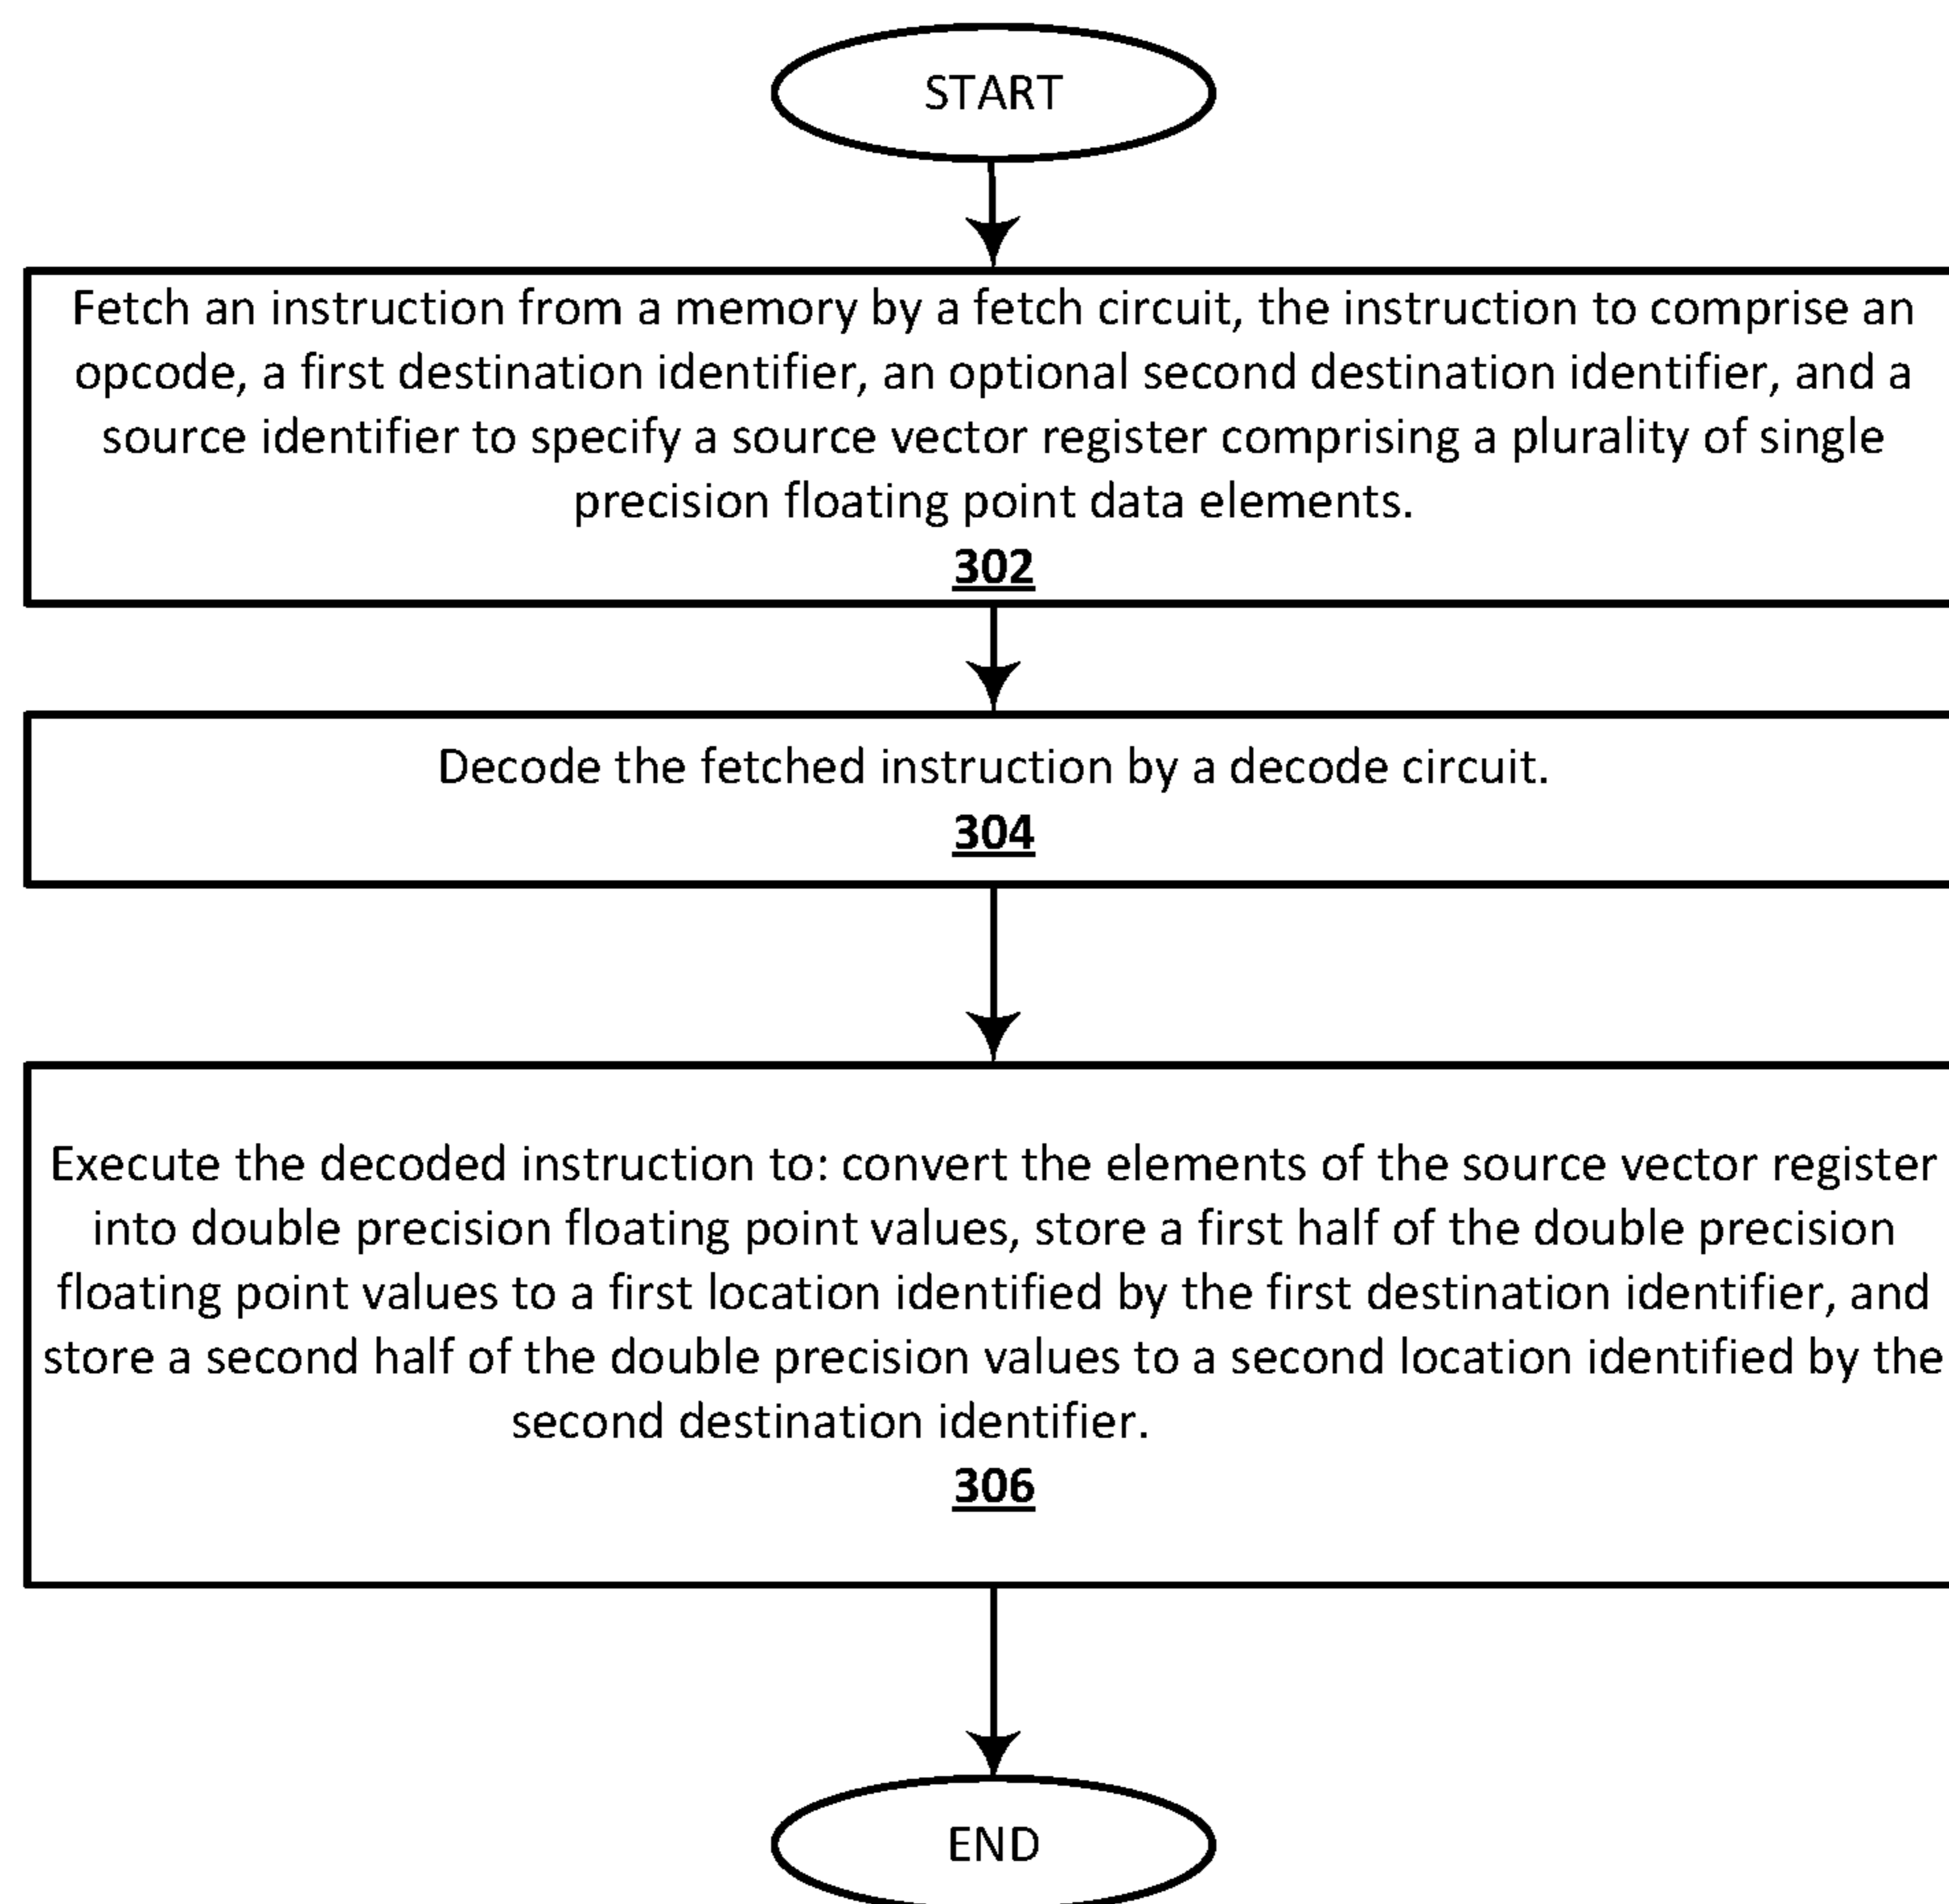 START
Fetch an instruction from a memory by a fetch circuit, the instruction to comprise an
opcode, a first destination identifier, an optional second destination identifier, and a
source identifier to specify a source vector register comprising a plurality of single
precision floating point data elements.
302
Decode the fetched instruction by a decode circuit.
304
Execute the decoded instruction to: convert the elements of the source vector register
into double precision floating point values, store a first half of the double precision
floating point values to a first location identified by the first destination identifier, and
store a second half of the double precision values to a second location identified by the
second destination identifier.
306
END